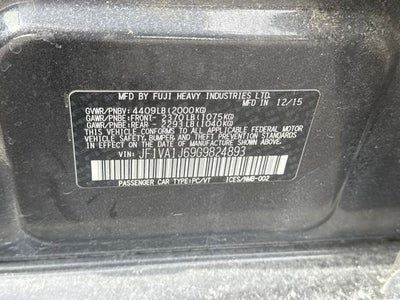 MFD BY FUJI HEAVY INDUSTRIES LTD.
MFD IN 12/15
GVWR/PNBV: 4409LB(2000KG)
GAWR/PNBE:FRONT- 2370LB(1075KG)
GAWR/PNBE:REAR - 2293LB(1040KG)
THIS VEHICLE CONFORMS TO ALL APPLICABLE FEDERAL MOTOR
VEHICLE SAFETY, BUMPER, AND THEFT PREVENTION STANDARDS
IN EFFECT ON THE DATE OF MANUFACTURE SHOWN ABOVE.
VIN: JF1VA1J69G9824893
PASSENGER CAR TYPE:PC/VT ICES/NMB-002